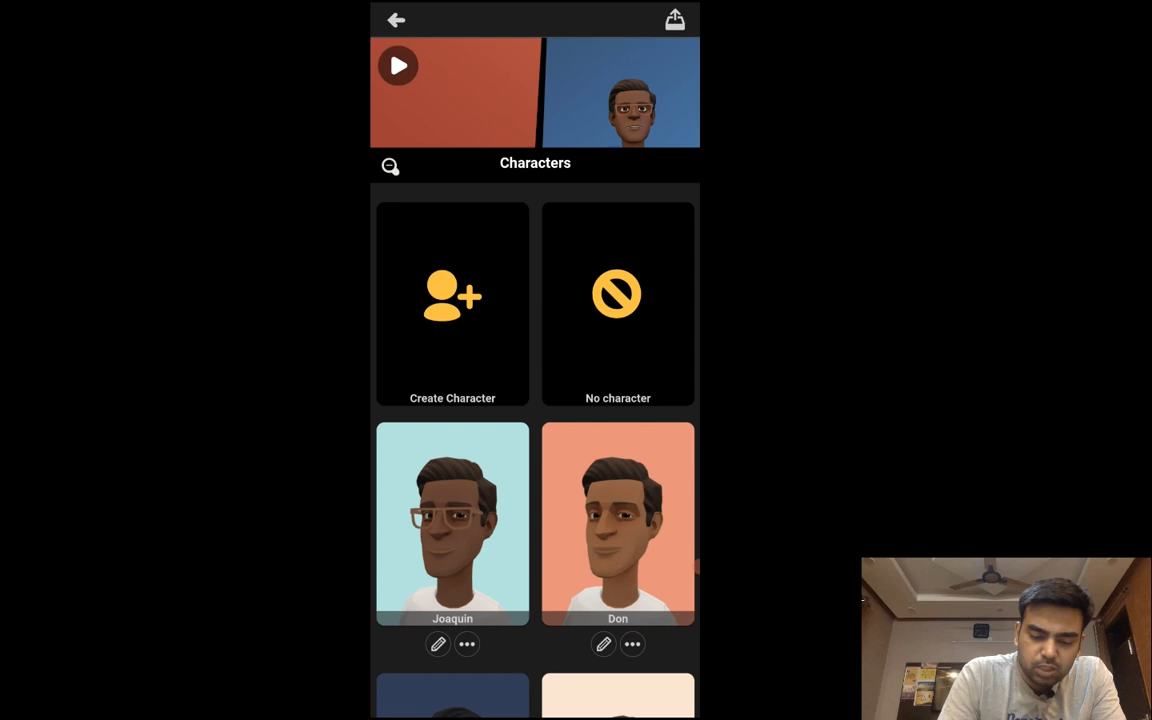 Characters
Create Character
No character
Joaquin
Don